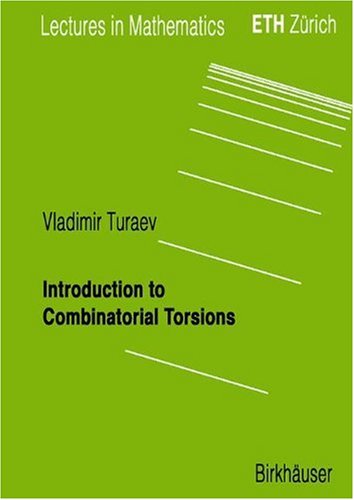 Lectures in Mathematics ETH Zürich
Vladimir Turaev
Introduction to
Combinatorial Torsions
Birkhäuser